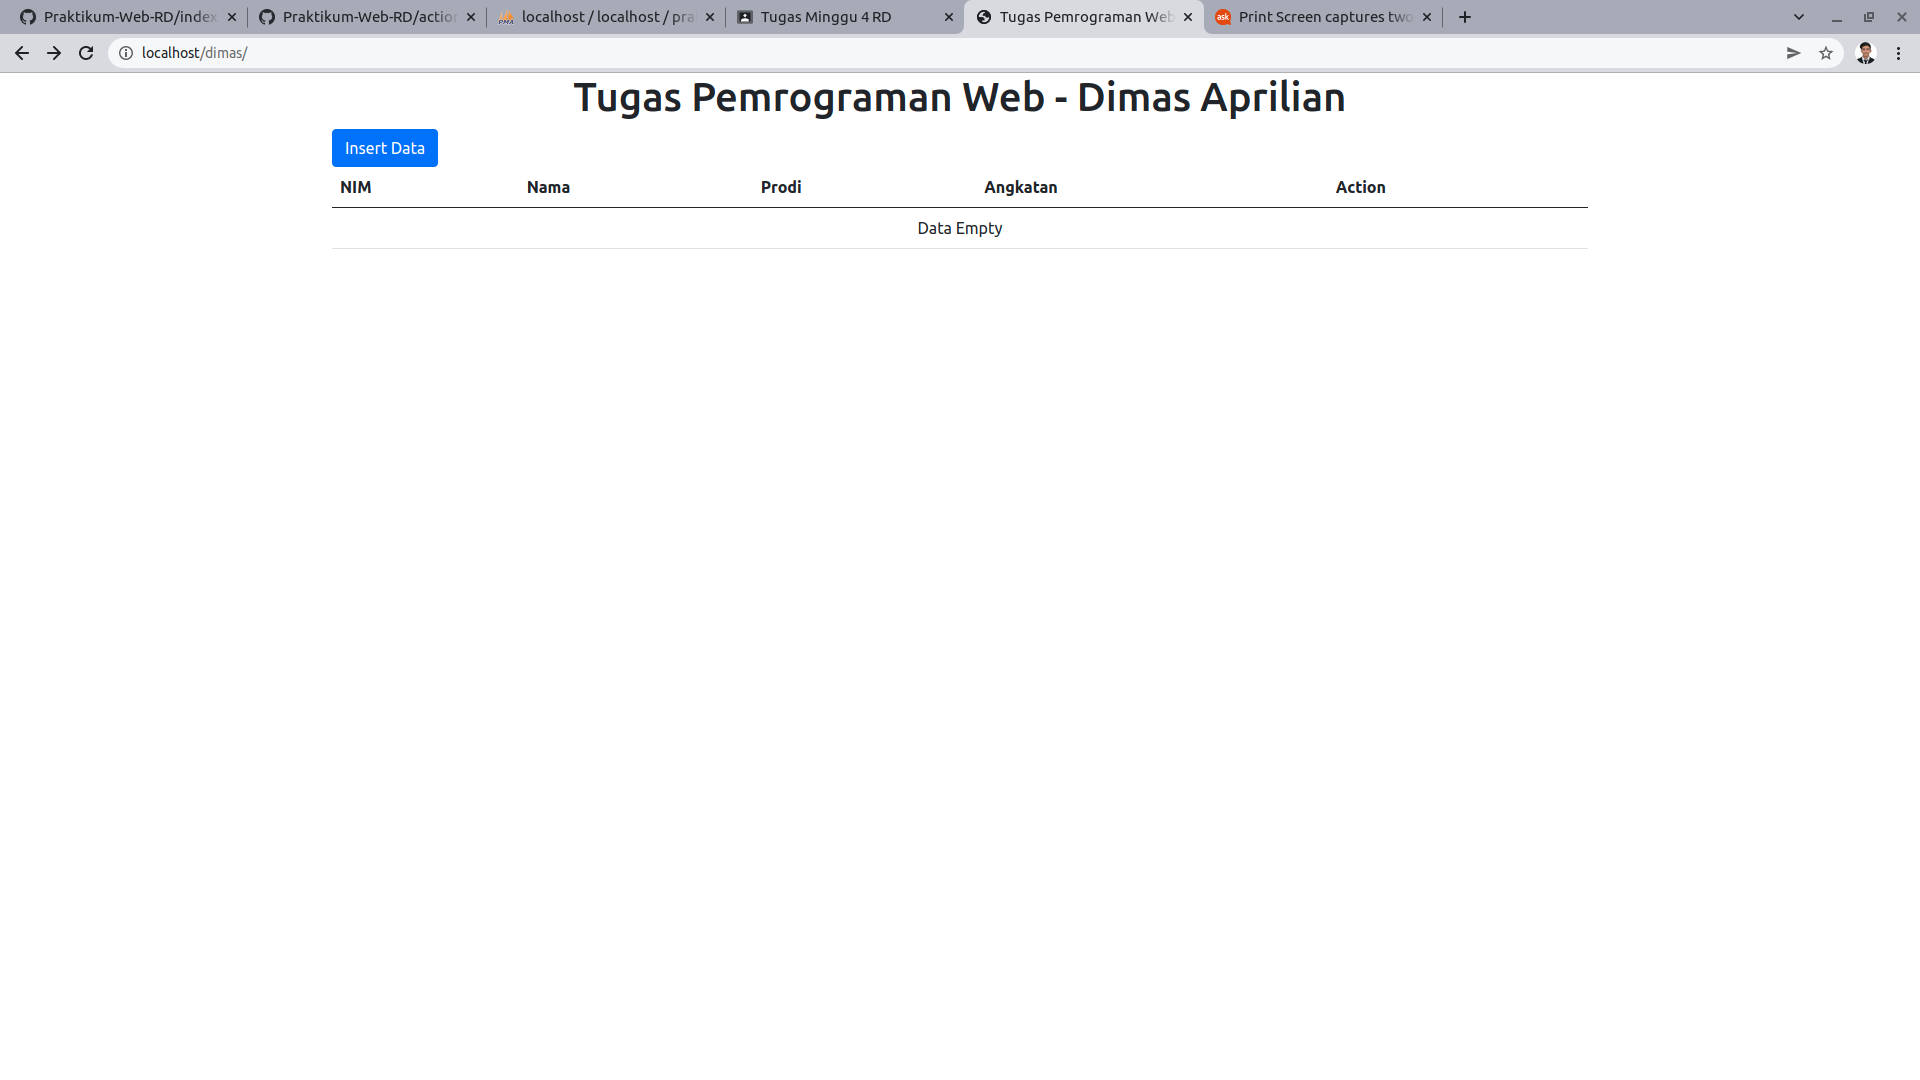 Praktikum-Web-RD/index
Praktikum-Web-RD/action
localhost / localhost / pra
Tugas Minggu 4 RD
Tugas Pemrograman Web
Print Screen captures two
localhost/dimas/
Tugas Pemrograman Web - Dimas Aprilian
Insert Data
NIM Nama Prodi Angkatan Action
Data Empty